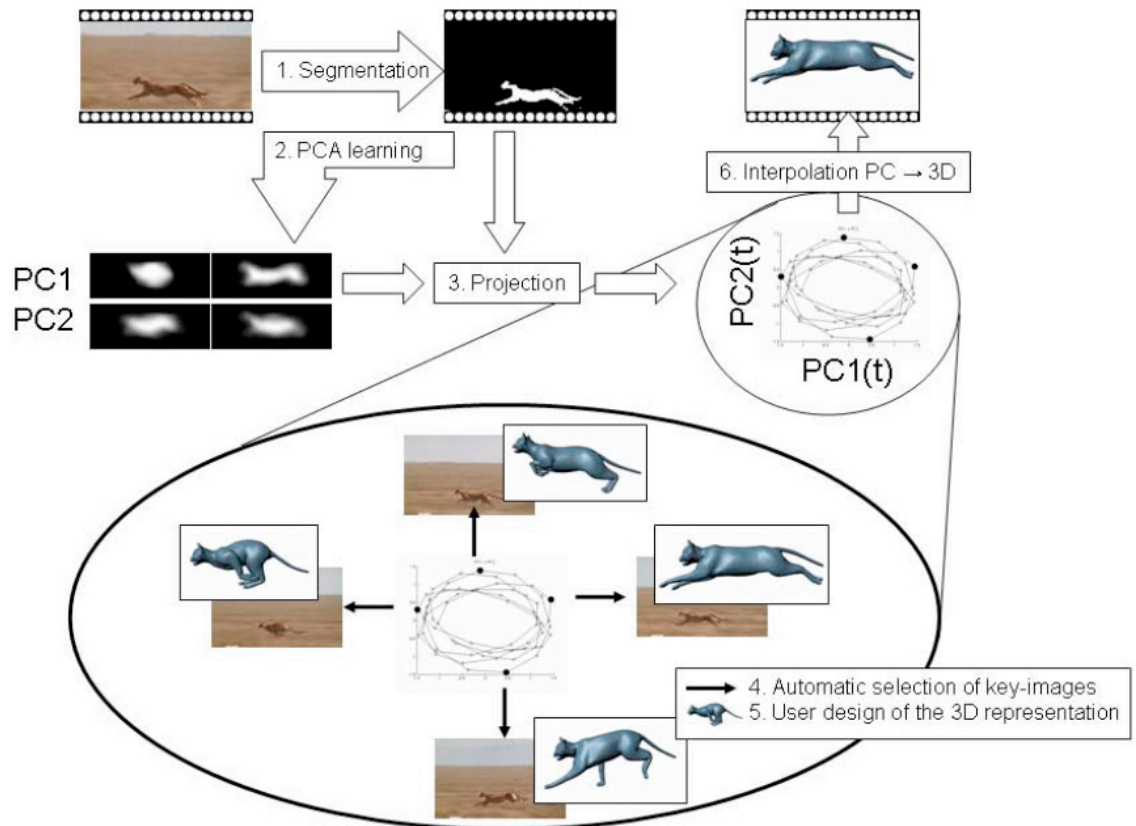 1. Segmentation
2. PCA learning
6. Interpolation PC → 3D
PC1
PC2
3. Projection
PC2(t)
PC1(t)
4. Automatic selection of key-images
5. User design of the 3D representation